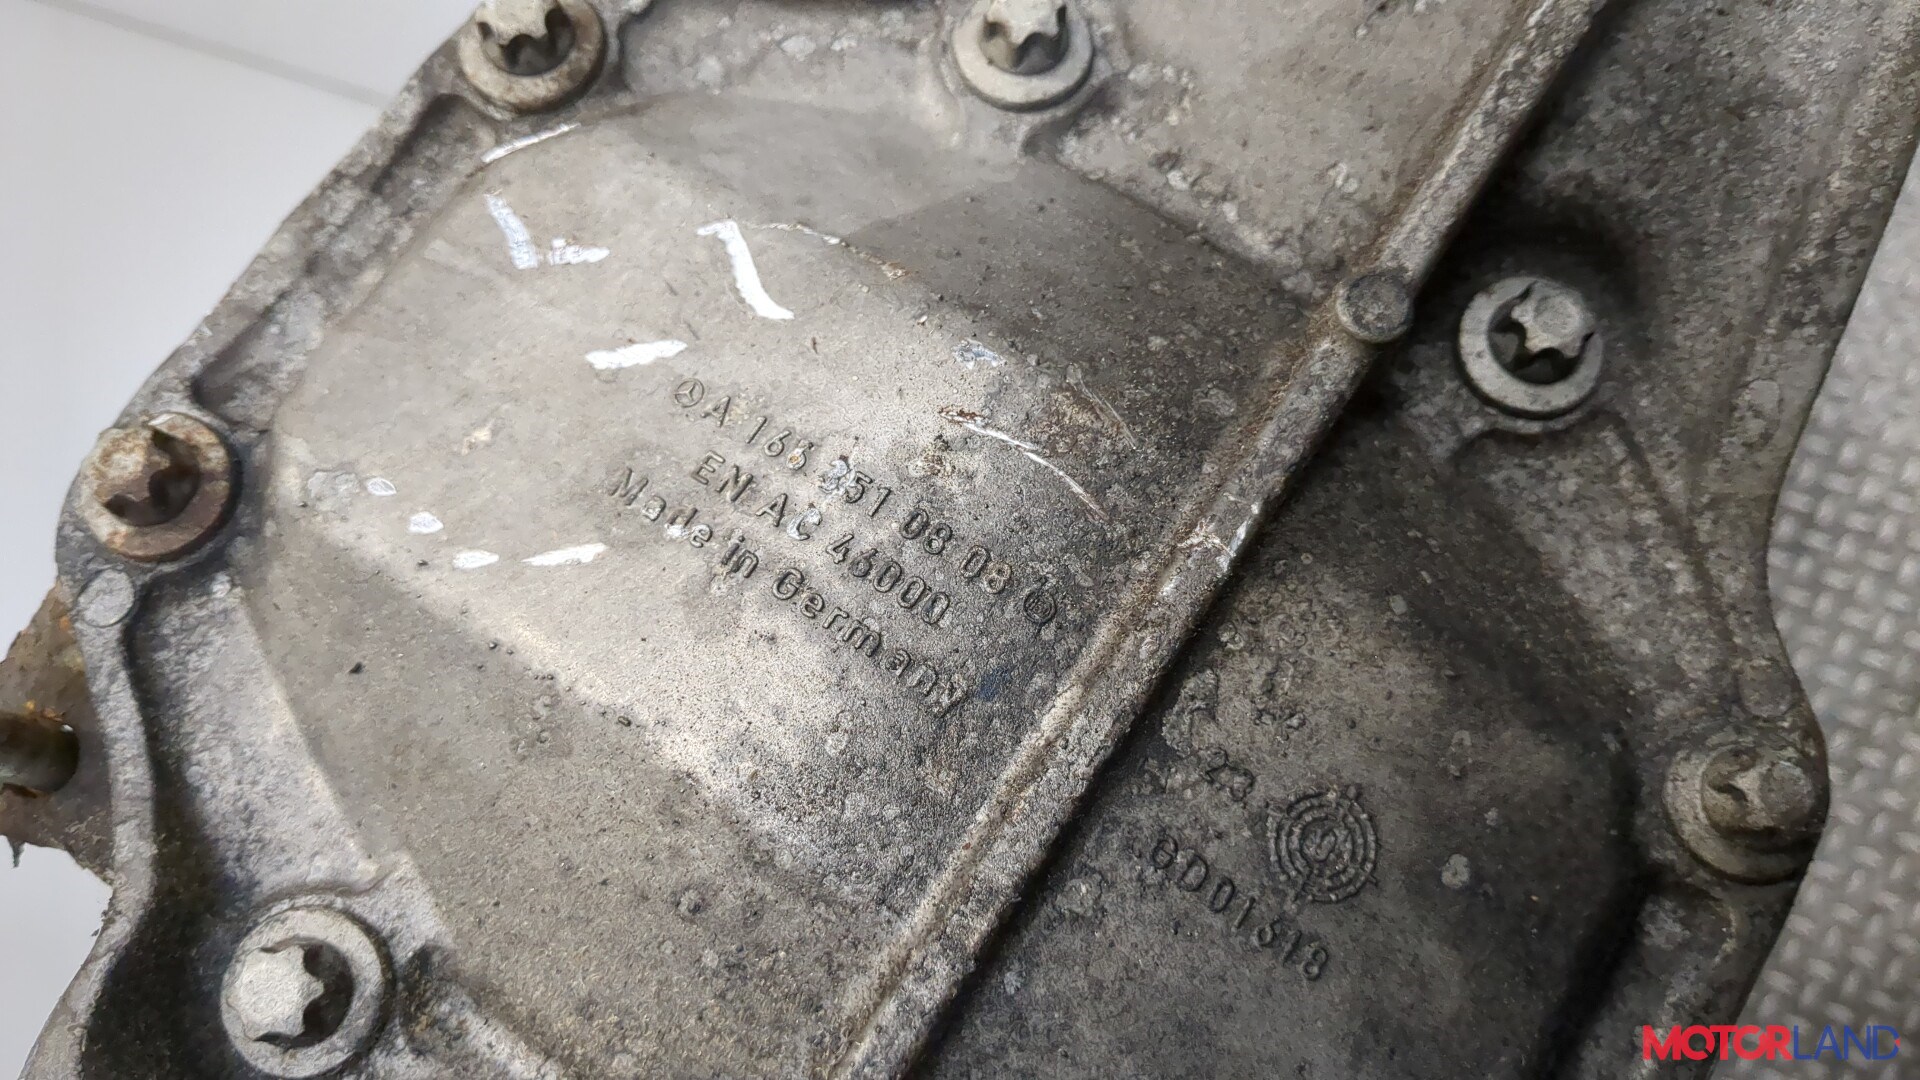 A 166 351 08 08
EN AC 46000
Made in Germany
23
GD01518
MOTORLAND